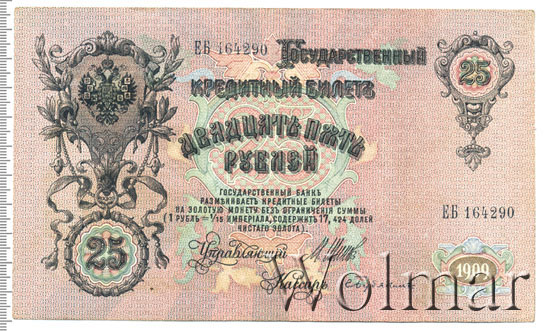 ЕБ 164290
Государственный
25
кредитный билетъ
ДВАДЦАТЬ ПЯТЬ
РУБЛЕЙ
ГОСУДАРСТВЕННЫЙ БАНКЪ
РАЗМѢНИВАЕТЪ КРЕДИТНЫЕ БИЛЕТЫ
НА ЗОЛОТУЮ МОНЕТУ БЕЗЪ ОГРАНИЧЕНІЯ СУММЫ
(1 РУБЛЬ = 1/15 ИМПЕРІАЛА, СОДЕРЖИТЪ 17,424 ДОЛЕЙ
ЧИСТАГО ЗОЛОТА).
ЕБ 164290
25
Управляющій
Кассиръ
1909
Wolmar